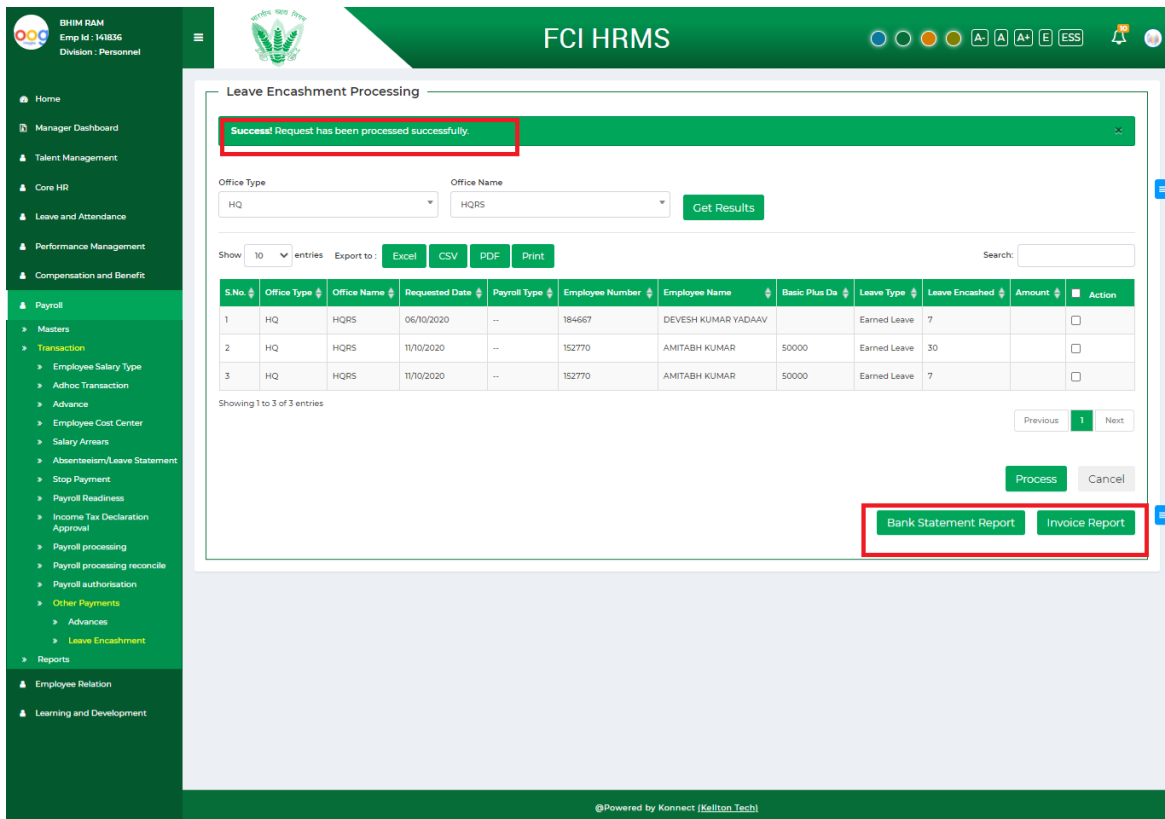 BHIM RAM
Emp Id : 141836
Division : Personnel
FCI HRMS
A- A A+ E ESS
10
Home
Manager Dashboard
Talent Management
Core HR
Leave and Attendance
Performance Management
Compensation and Benefit
Payroll
Masters
Transaction
Employee Salary Type
Adhoc Transaction
Advance
Employee Cost Center
Salary Arrears
Absenteeism/Leave Statement
Stop Payment
Payroll Readiness
Income Tax Declaration
Approval
Payroll processing
Payroll processing reconcile
Payroll authorisation
Other Payments
Advances
Leave Encashment
Reports
Employee Relation
Learning and Development
Leave Encashment Processing
Success! Request has been processed successfully. ×
Office Type Office Name
HQ HQRS Get Results
Show 10 entries Export to : Excel CSV PDF Print Search:
S.No. Office Type Office Name Requested Date Payroll Type Employee Number Employee Name Basic Plus Da Leave Type Leave Encashed Amount Action
1 HQ HQRS 06/10/2020 -- 184667 DEVESH KUMAR YADAAV Earned Leave 7
2 HQ HQRS 11/10/2020 -- 152770 AMITABH KUMAR 50000 Earned Leave 30
3 HQ HQRS 11/10/2020 -- 152770 AMITABH KUMAR 50000 Earned Leave 7
Showing 1 to 3 of 3 entries
Previous 1 Next
Process Cancel
Bank Statement Report Invoice Report
@Powered by Konnect (Kellton Tech)